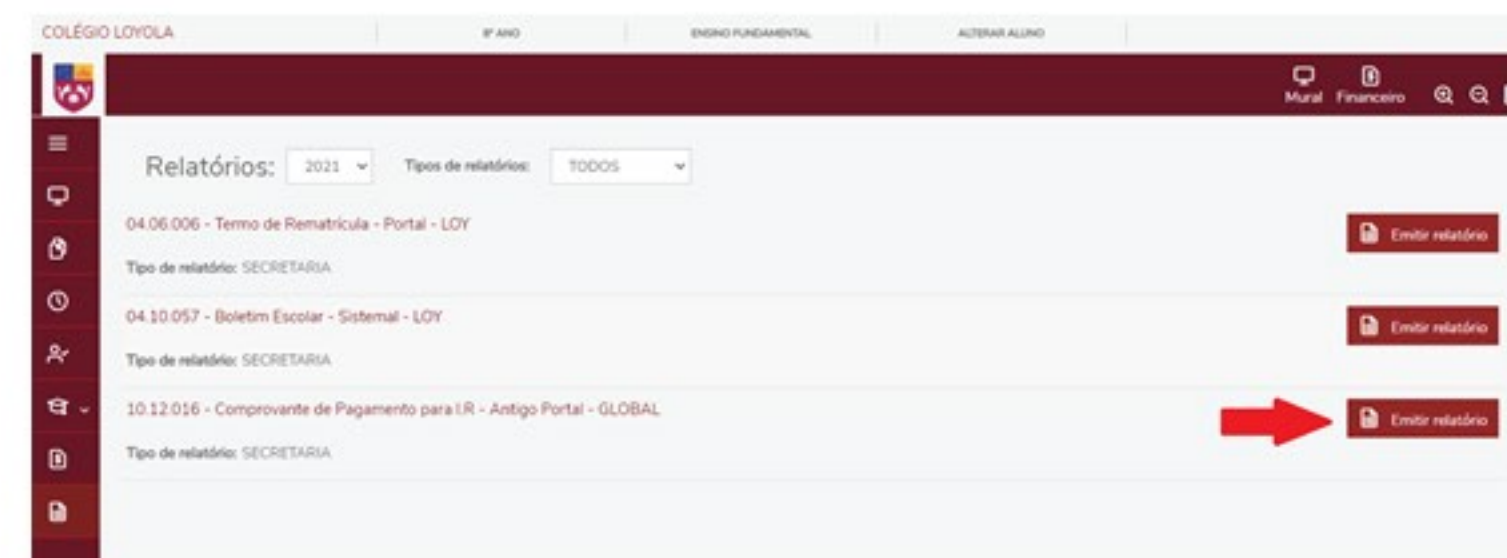 COLÉGIO LOYOLA 8º ANO ENSINO FUNDAMENTAL ALTERAR ALUNO
Mural Financeiro
Relatórios: 2021 Tipos de relatórios: TODOS
04.06.006 - Termo de Rematrícula - Portal - LOY
Emitir relatório
Tipo de relatório: SECRETARIA
04.10.057 - Boletim Escolar - Sistemal - LOY
Emitir relatório
Tipo de relatório: SECRETARIA
10.12.016 - Comprovante de Pagamento para I.R - Antigo Portal - GLOBAL
Emitir relatório
Tipo de relatório: SECRETARIA